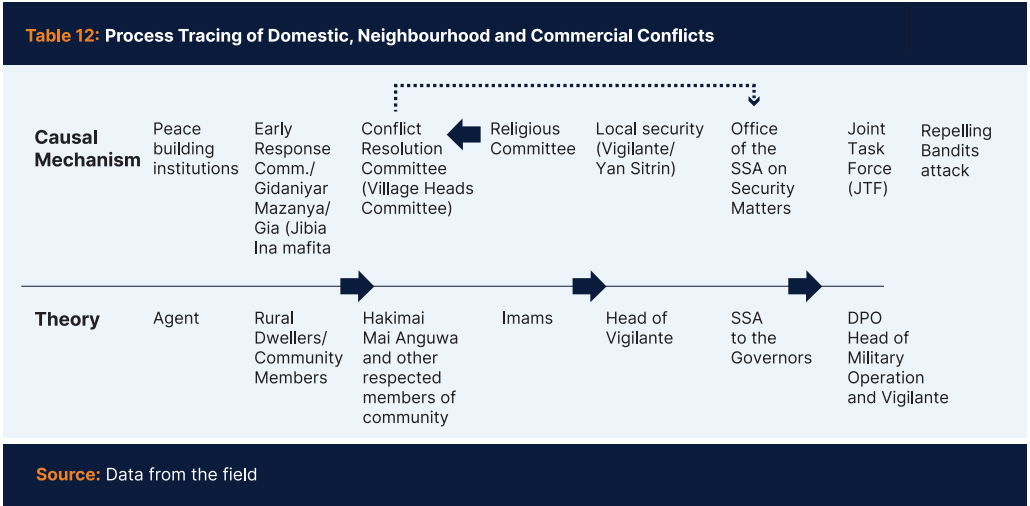 Table 12: Process Tracing of Domestic, Neighbourhood and Commercial Conflicts
Causal
Mechanism
Peace
building
institutions
Early
Response
Comm./
Gidaniyar
Mazanya/
Gia (Jibia
Ina mafita
Conflict
Resolution
Committee
(Village Heads
Committee)
Religious
Committee
Local security
(Vigilante/
Yan Sitrin)
Office
of the
SSA on
Security
Matters
Joint
Task
Force
(JTF)
Repelling
Bandits
attack
Theory
Agent
Rural
Dwellers/
Community
Members
Hakimai
Mai Anguwa
and other
respected
members of
community
Imams
Head of
Vigilante
SSA
to the
Governors
DPO
Head of
Military
Operation
and Vigilante
Source: Data from the field